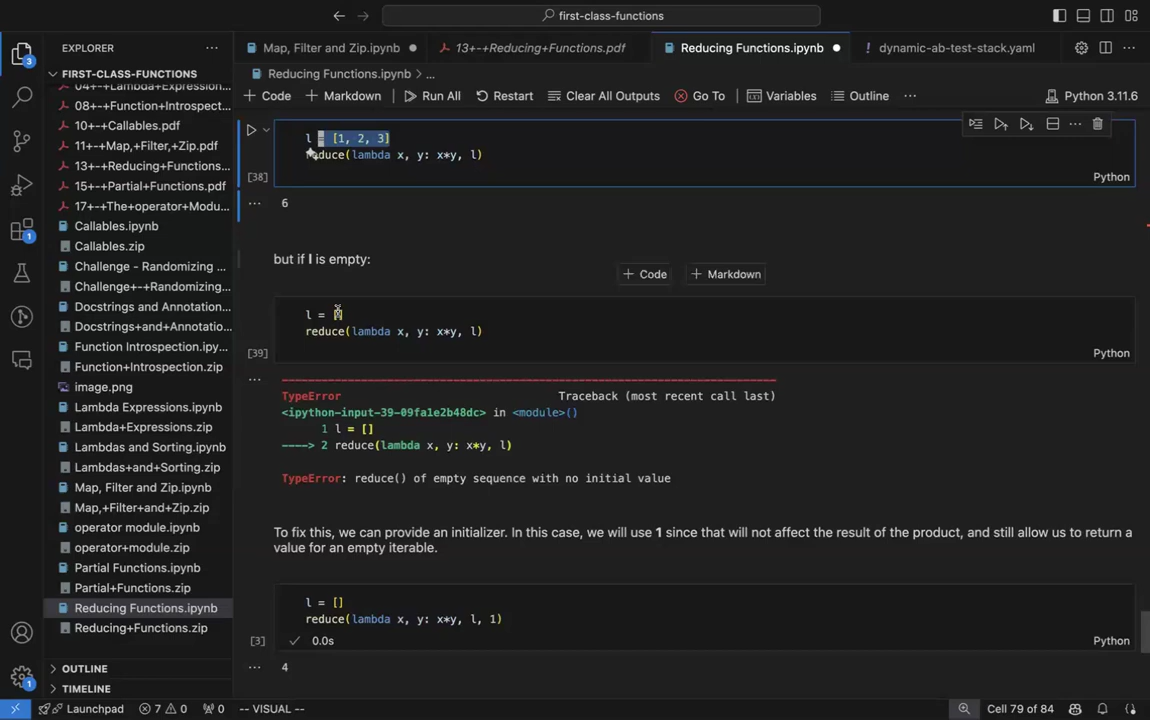 first-class-functions
EXPLORER
Map, Filter and Zip.ipynb
13+-+Reducing+Functions.pdf
Reducing Functions.ipynb
dynamic-ab-test-stack.yaml
FIRST-CLASS-FUNCTIONS
Reducing Functions.ipynb > ...
+ Code
+ Markdown
Run All
Restart
Clear All Outputs
Go To
Variables
Outline
Python 3.11.6
04+-+Lambda+Expression...
08+-+Function+Introspect...
10+-+Callables.pdf
11+-+Map,+Filter,+Zip.pdf
13+-+Reducing+Functions...
15+-+Partial+Functions.pdf
17+-+The+operator+Modu...
Callables.ipynb
Callables.zip
Challenge - Randomizing ...
Challenge+-+Randomizing...
Docstrings and Annotation...
Docstrings+and+Annotatio...
Function Introspection.ipy...
Function+Introspection.zip
image.png
Lambda Expressions.ipynb
Lambda+Expressions.zip
Lambdas and Sorting.ipynb
Lambdas+and+Sorting.zip
Map, Filter and Zip.ipynb
Map,+Filter+and+Zip.zip
operator module.ipynb
operator+module.zip
Partial Functions.ipynb
Partial+Functions.zip
Reducing Functions.ipynb
Reducing+Functions.zip
OUTLINE
TIMELINE
l = [1, 2, 3]
reduce(lambda x, y: x*y, l)
[38]
Python
6
but if l is empty:
+ Code
+ Markdown
l = []
reduce(lambda x, y: x*y, l)
[39]
Python
TypeError Traceback (most recent call last)
<ipython-input-39-09fa1e2b48dc> in <module>()
1 l = []
----> 2 reduce(lambda x, y: x*y, l)
TypeError: reduce() of empty sequence with no initial value
To fix this, we can provide an initializer. In this case, we will use 1 since that will not affect the result of the product, and still allow us to return a
value for an empty iterable.
l = []
reduce(lambda x, y: x*y, l, 1)
[3]
0.0s
Python
4
3
1
1
Launchpad
7
0
0
-- VISUAL --
Cell 79 of 84